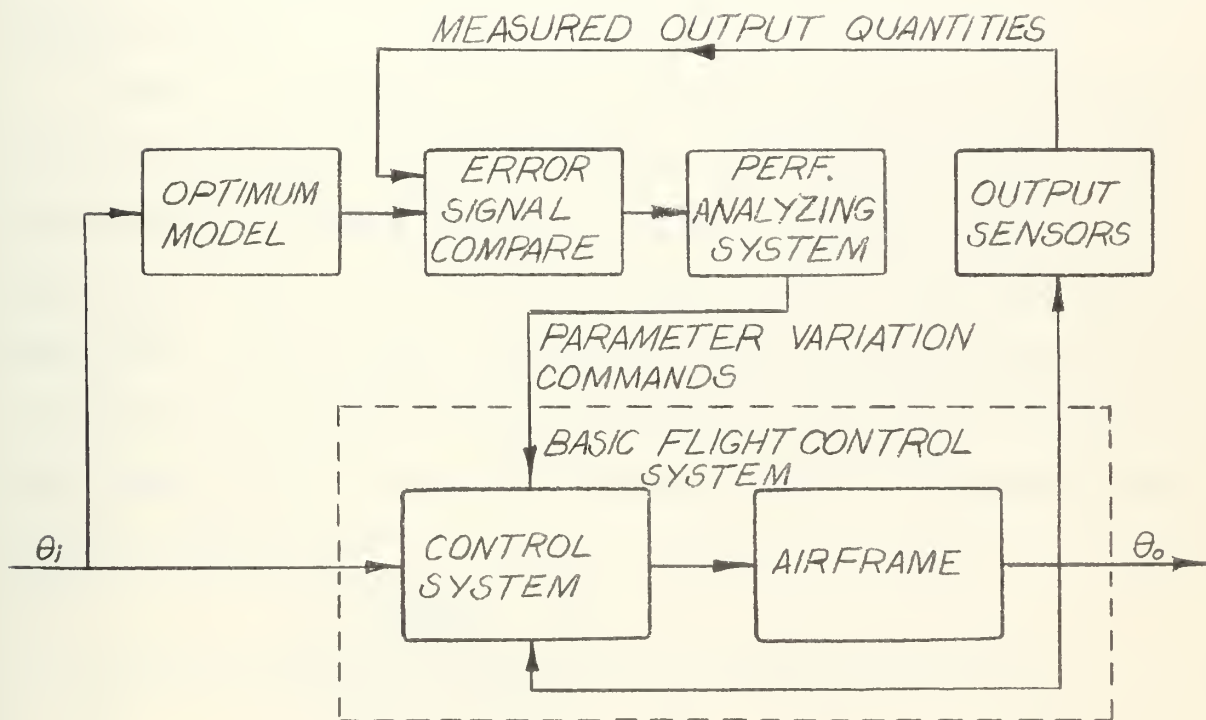 MEASURED OUTPUT QUANTITIES
OPTIMUM
MODEL
ERROR
SIGNAL
COMPARE
PERF.
ANALYZING
SYSTEM
OUTPUT
SENSORS
PARAMETER VARIATION
COMMANDS
BASIC FLIGHT CONTROL
SYSTEM
θi
CONTROL
SYSTEM
AIRFRAME
θo